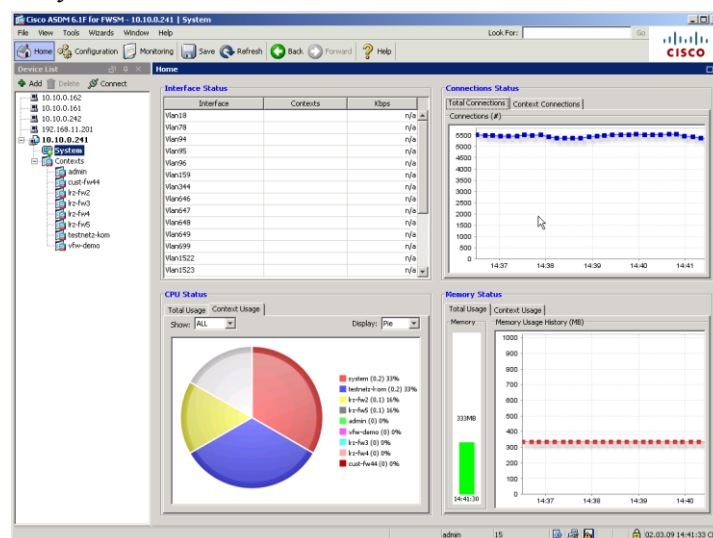 Cisco ASDM 6.1F for FWSM - 10.10.0.241 | System
File View Tools Wizards Window Help Look For: Go
Home Configuration Monitoring Save Refresh Back Forward Help
CISCO
Device List Home
Add Delete Connect
10.10.0.162
10.10.0.161
10.10.0.242
192.168.11.201
10.10.0.241
System
Contexts
admin
cust-fw44
lrz-fw2
lrz-fw3
lrz-fw4
lrz-fw5
testnetz-kom
vfw-demo
Interface Status
Interface Contexts Kbps
Vlan18 n/a
Vlan78 n/a
Vlan94 n/a
Vlan95 n/a
Vlan96 n/a
Vlan159 n/a
Vlan344 n/a
Vlan646 n/a
Vlan647 n/a
Vlan648 n/a
Vlan649 n/a
Vlan699 n/a
Vlan1522 n/a
Vlan1523 n/a
Connections Status
Total Connections Context Connections
Connections (#)
5500
5000
4500
4000
3500
3000
2500
2000
1500
1000
500
0
14:37 14:38 14:39 14:40 14:41
CPU Status
Total Usage Context Usage
Show: ALL Display: Pie
system (0.2) 33%
testnetz-kom (0.2) 33%
lrz-fw2 (0.1) 16%
lrz-fw5 (0.1) 16%
admin (0) 0%
vfw-demo (0) 0%
lrz-fw3 (0) 0%
lrz-fw4 (0) 0%
cust-fw44 (0) 0%
Memory Status
Total Usage Context Usage
Memory Memory Usage History (MB)
333MB
14:41:30
1000
900
800
700
600
500
400
300
200
100
0
14:37 14:38 14:39 14:40
admin 15 02.03.09 14:41:33